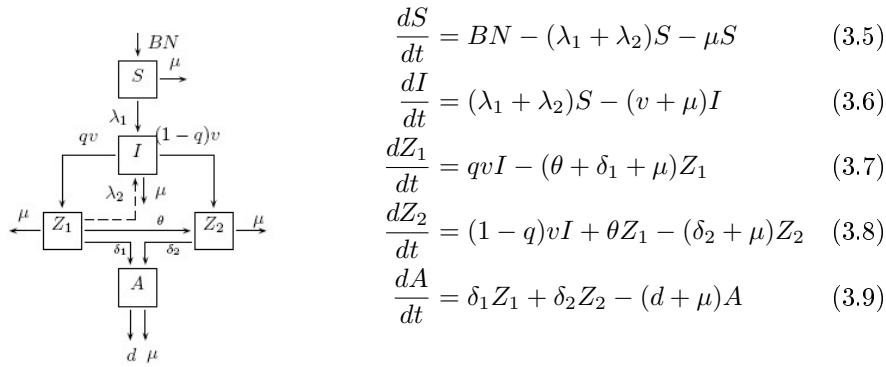 BN
S
μ
λ₁
qv
(1 − q)v
I
λ₂
μ
μ
Z₁
θ
Z₂
μ
δ₁
δ₂
A
d μ
dS/dt = BN − (λ₁ + λ₂)S − μS (3.5)
dI/dt = (λ₁ + λ₂)S − (v + μ)I (3.6)
dZ₁/dt = qvI − (θ + δ₁ + μ)Z₁ (3.7)
dZ₂/dt = (1 − q)vI + θZ₁ − (δ₂ + μ)Z₂ (3.8)
dA/dt = δ₁Z₁ + δ₂Z₂ − (d + μ)A (3.9)